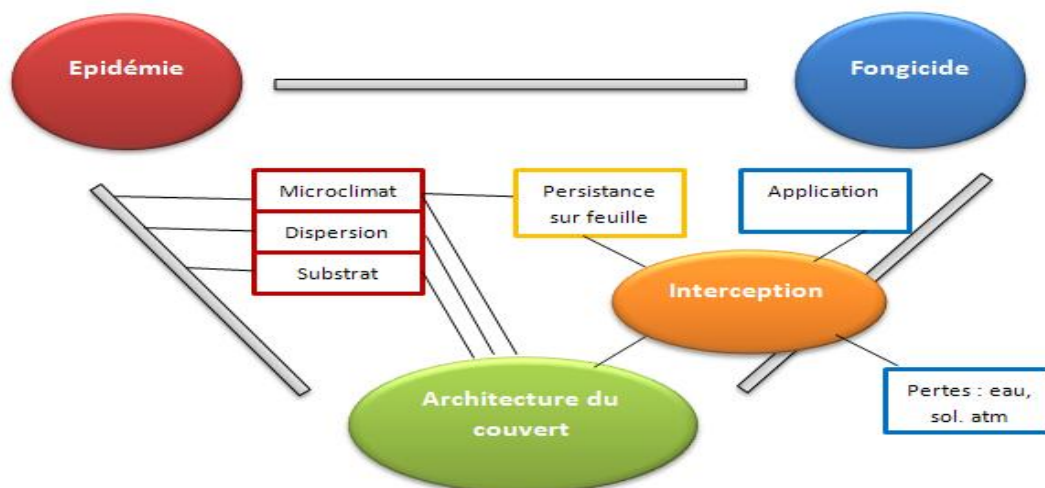 Epidémie
Fongicide
Microclimat
Dispersion
Substrat
Persistance
sur feuille
Application
Interception
Architecture du
couvert
Pertes : eau,
sol. atm